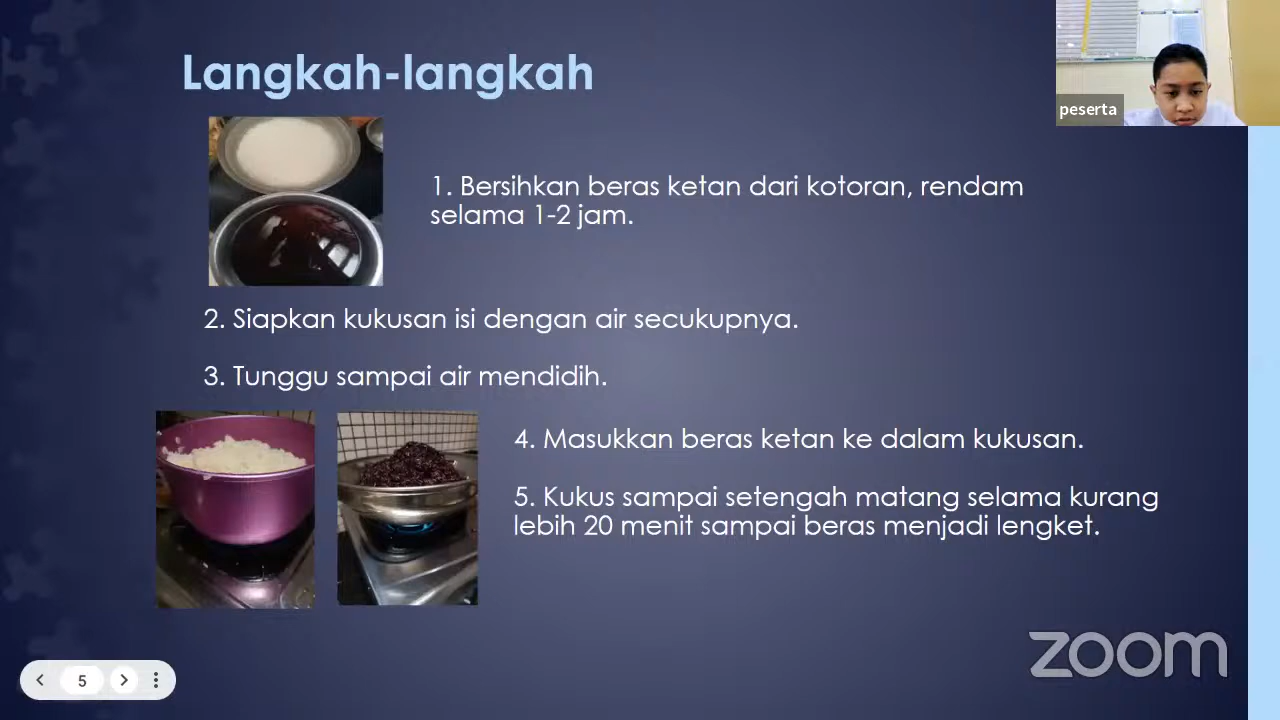 Langkah-langkah
peserta
1. Bersihkan beras ketan dari kotoran, rendam
selama 1-2 jam.
2. Siapkan kukusan isi dengan air secukupnya.
3. Tunggu sampai air mendidih.
4. Masukkan beras ketan ke dalam kukusan.
5. Kukus sampai setengah matang selama kurang
lebih 20 menit sampai beras menjadi lengket.
zoom
5